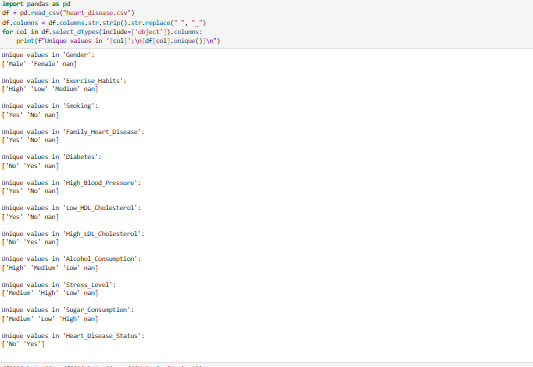 import pandas as pd
df = pd.read_csv("heart_disease.csv")
df.columns = df.columns.str.strip().str.replace(" ", "_")
for col in df.select_dtypes(include=['object']).columns:
print(f"Unique values in '{col}':\n{df[col].unique()}\n")
Unique values in 'Gender':
['Male' 'Female' nan]
Unique values in 'Exercise_Habits':
['High' 'Low' 'Medium' nan]
Unique values in 'Smoking':
['Yes' 'No' nan]
Unique values in 'Family_Heart_Disease':
['Yes' 'No' nan]
Unique values in 'Diabetes':
['No' 'Yes' nan]
Unique values in 'High_Blood_Pressure':
['Yes' 'No' nan]
Unique values in 'Low_HDL_Cholesterol':
['Yes' 'No' nan]
Unique values in 'High_LDL_Cholesterol':
['No' 'Yes' nan]
Unique values in 'Alcohol_Consumption':
['High' 'Medium' 'Low' nan]
Unique values in 'Stress_Level':
['Medium' 'High' 'Low' nan]
Unique values in 'Sugar_Consumption':
['Medium' 'Low' 'High' nan]
Unique values in 'Heart_Disease_Status':
['No' 'Yes']